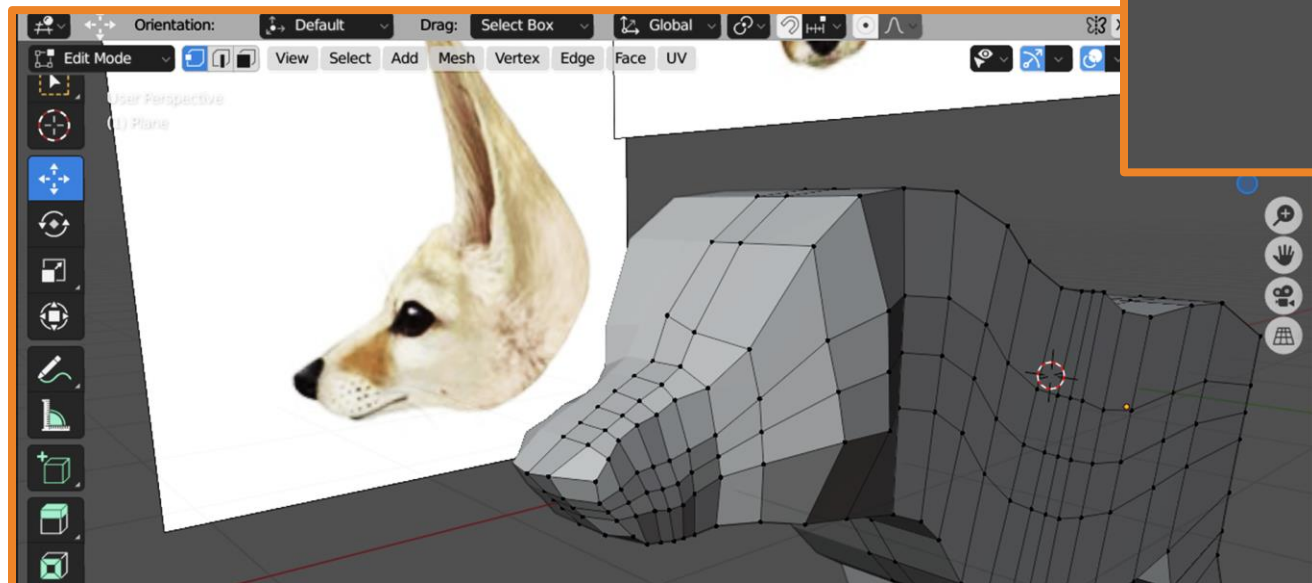 Orientation: Default Drag: Select Box Global
Edit Mode View Select Add Mesh Vertex Edge Face UV
User Perspective
(1) Plane